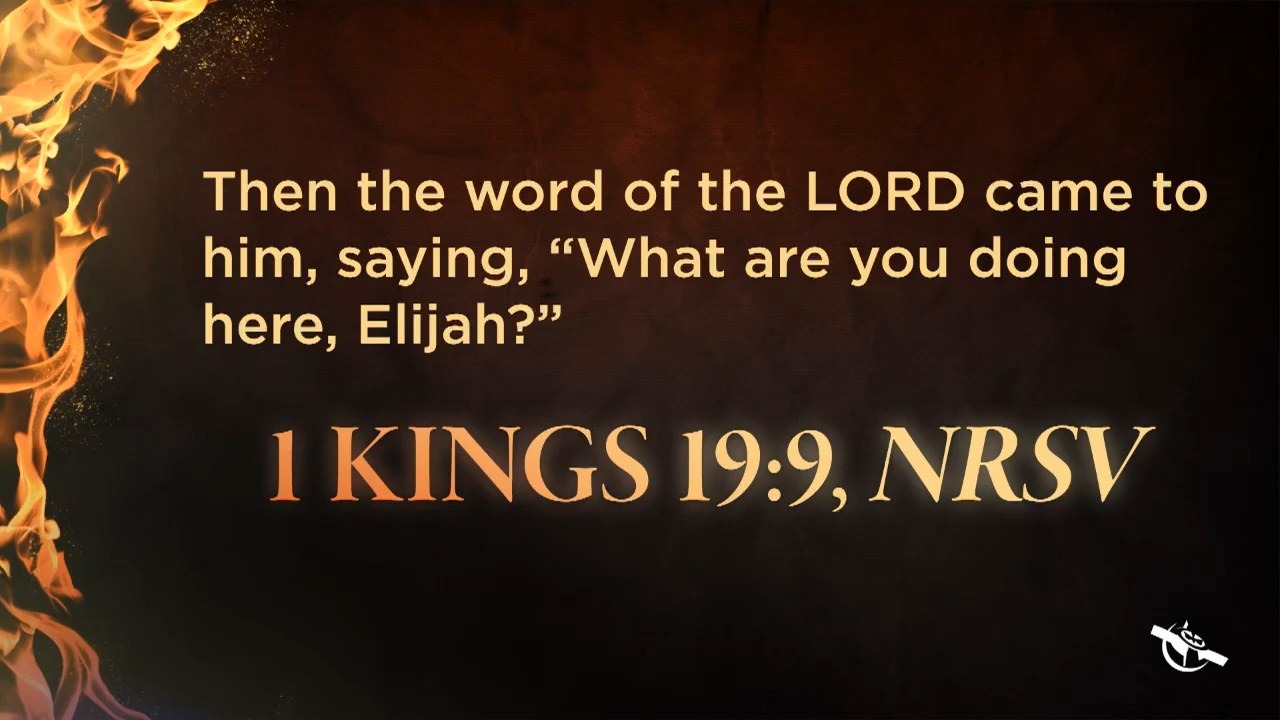 Then the word of the LORD came to
him, saying, “What are you doing
here, Elijah?”
1 KINGS 19:9, NRSV